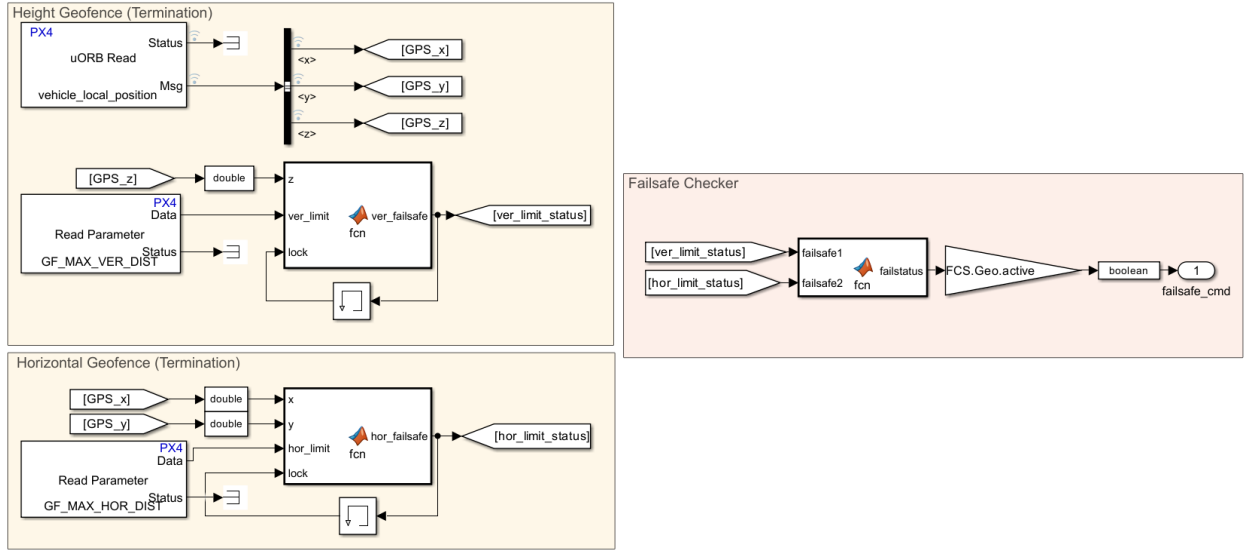 Height Geofence (Termination)
PX4
Status
uORB Read
Msg
vehicle_local_position
<x>
<y>
<z>
[GPS_x]
[GPS_y]
[GPS_z]
[GPS_z]
double
z
PX4
Data
Read Parameter
Status
GF_MAX_VER_DIST
ver_limit
lock
fcn
ver_failsafe
[ver_limit_status]
Horizontal Geofence (Termination)
[GPS_x]
double
x
[GPS_y]
double
y
PX4
Data
Read Parameter
Status
GF_MAX_HOR_DIST
hor_limit
lock
fcn
hor_failsafe
[hor_limit_status]
Failsafe Checker
[ver_limit_status]
[hor_limit_status]
failsafe1
failsafe2
fcn
failstatus
FCS.Geo.active
boolean
1
failsafe_cmd